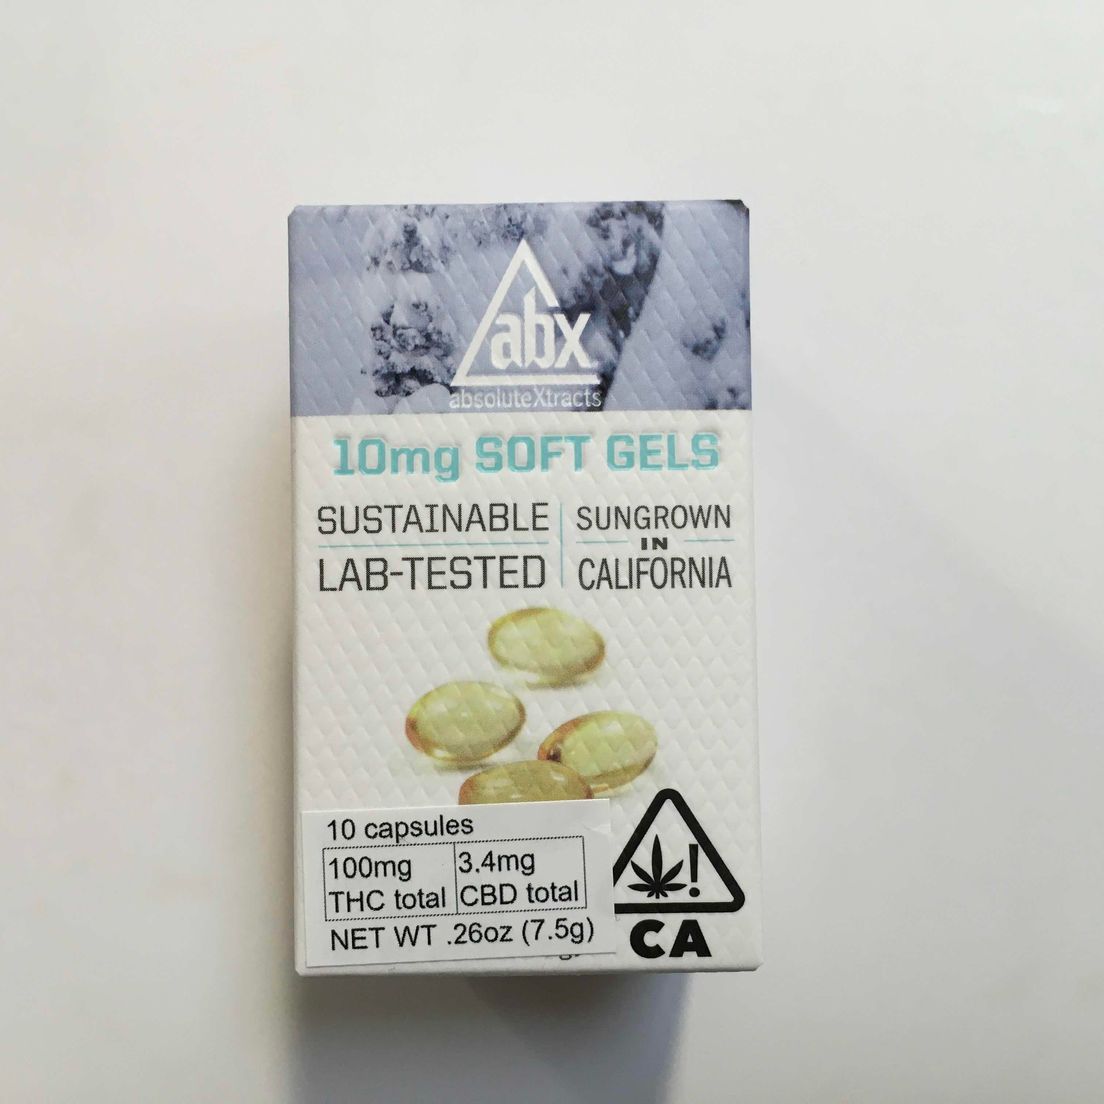 abx
absoluteXtracts
10mg SOFT GELS
SUSTAINABLE
LAB-TESTED
SUNGROWN
IN
CALIFORNIA
10 capsules
100mg
THC total
3.4mg
CBD total
NET WT .26oz (7.5g)
!
CA